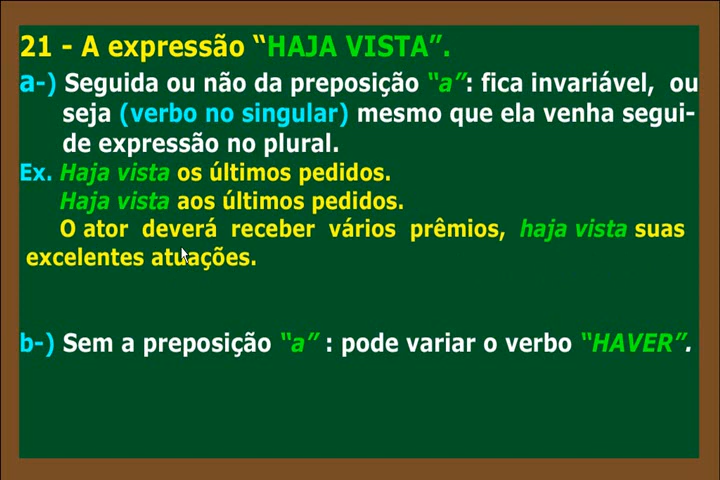 21 - A expressão “HAJA VISTA”.
a-) Seguida ou não da preposição “a”: fica invariável, ou
seja (verbo no singular) mesmo que ela venha segui-
de expressão no plural.
Ex. Haja vista os últimos pedidos.
Haja vista aos últimos pedidos.
O ator deverá receber vários prêmios, haja vista suas
excelentes atuações.
b-) Sem a preposição “a” : pode variar o verbo “HAVER”.